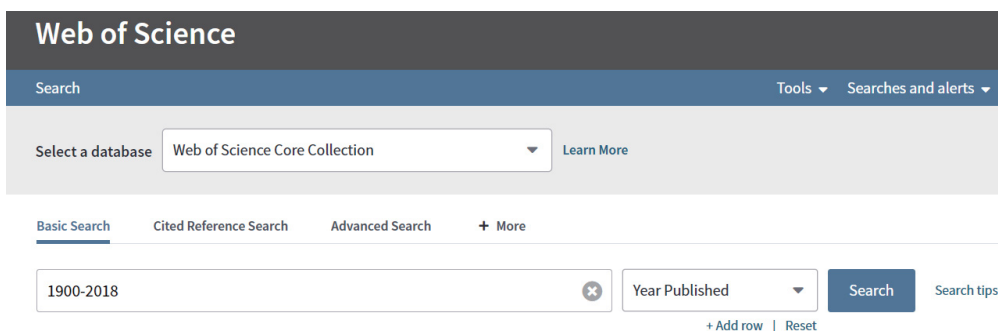 Web of Science
Search Tools Searches and alerts
Select a database Web of Science Core Collection Learn More
Basic Search Cited Reference Search Advanced Search + More
1900-2018 Year Published Search Search tips
+ Add row | Reset